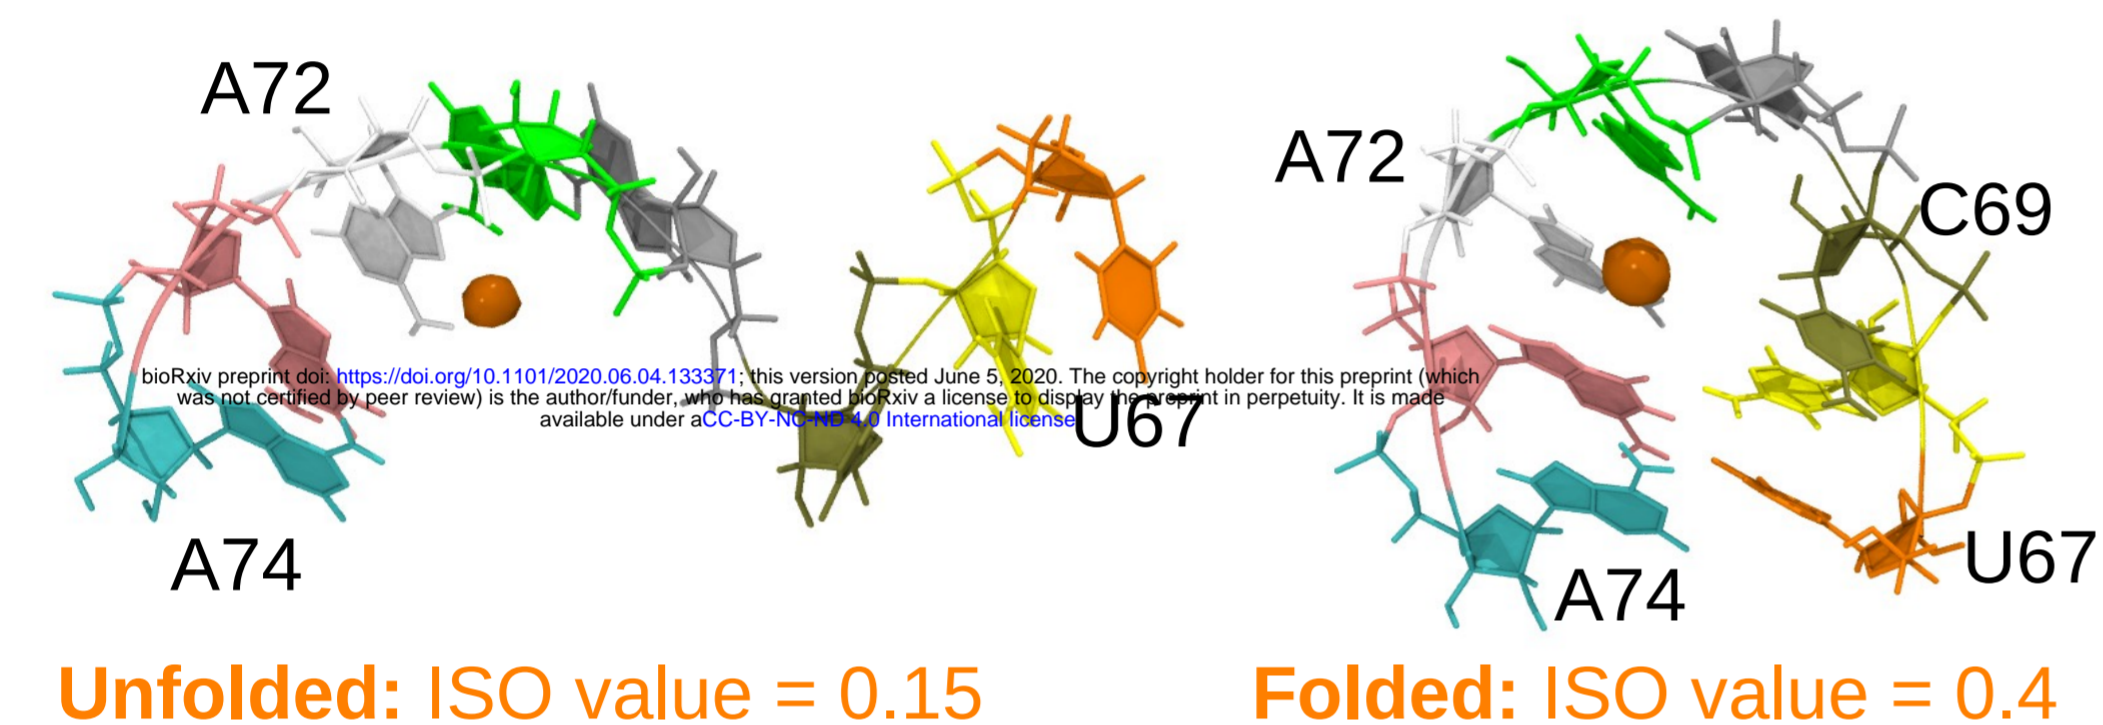 A72
A72
C69
bioRxiv preprint doi: https://doi.org/10.1101/2020.06.04.133371; this version posted June 5, 2020. The copyright holder for this preprint (which
was not certified by peer review) is the author/funder, who has granted bioRxiv a license to display the preprint in perpetuity. It is made
available under aCC-BY-NC-ND 4.0 International license
U67
A74
U67
A74
Unfolded: ISO value = 0.15
Folded: ISO value = 0.4